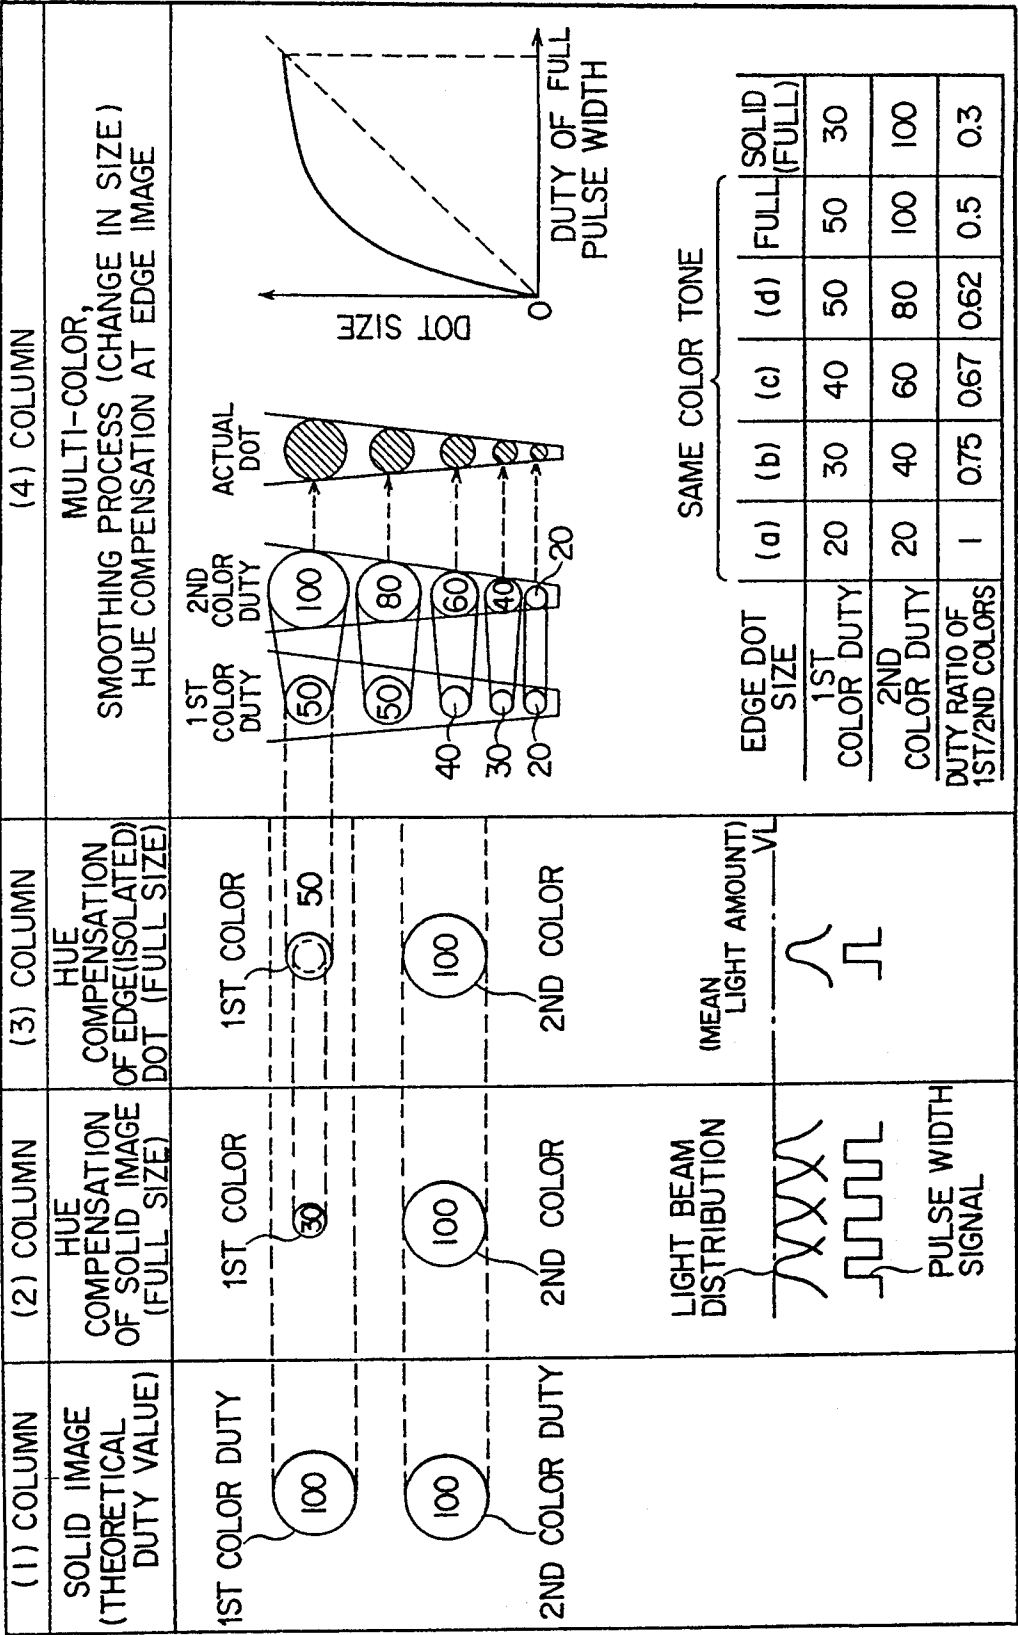 (1) COLUMN
SOLID IMAGE
(THEORETICAL
DUTY VALUE)
1ST COLOR DUTY
100
100
2ND COLOR DUTY
(2) COLUMN
HUE
COMPENSATION
OF SOLID IMAGE
(FULL SIZE)
1ST COLOR
30
100
2ND COLOR
LIGHT BEAM
DISTRIBUTION
PULSE WIDTH
SIGNAL
(3) COLUMN
HUE
COMPENSATION
OF EDGE(ISOLATED)
DOT (FULL SIZE)
1ST COLOR
50
100
2ND COLOR
(MEAN
LIGHT AMOUNT)
VL
(4) COLUMN
MULTI-COLOR,
SMOOTHING PROCESS (CHANGE IN SIZE)
HUE COMPENSATION AT EDGE IMAGE
1ST
COLOR
DUTY
2ND
COLOR
DUTY
ACTUAL
DOT
50 100
50 80
40 60
30 40
20 20
DOT SIZE
0
DUTY OF FULL
PULSE WIDTH
SAME COLOR TONE
EDGE DOT
SIZE
(a) (b) (c) (d) FULL SOLID
(FULL)
1ST
COLOR DUTY
20 30 40 50 50 30
2ND
COLOR DUTY
20 40 60 80 100 100
DUTY RATIO OF
1ST/2ND COLORS
1 0.75 0.67 0.62 0.5 0.3